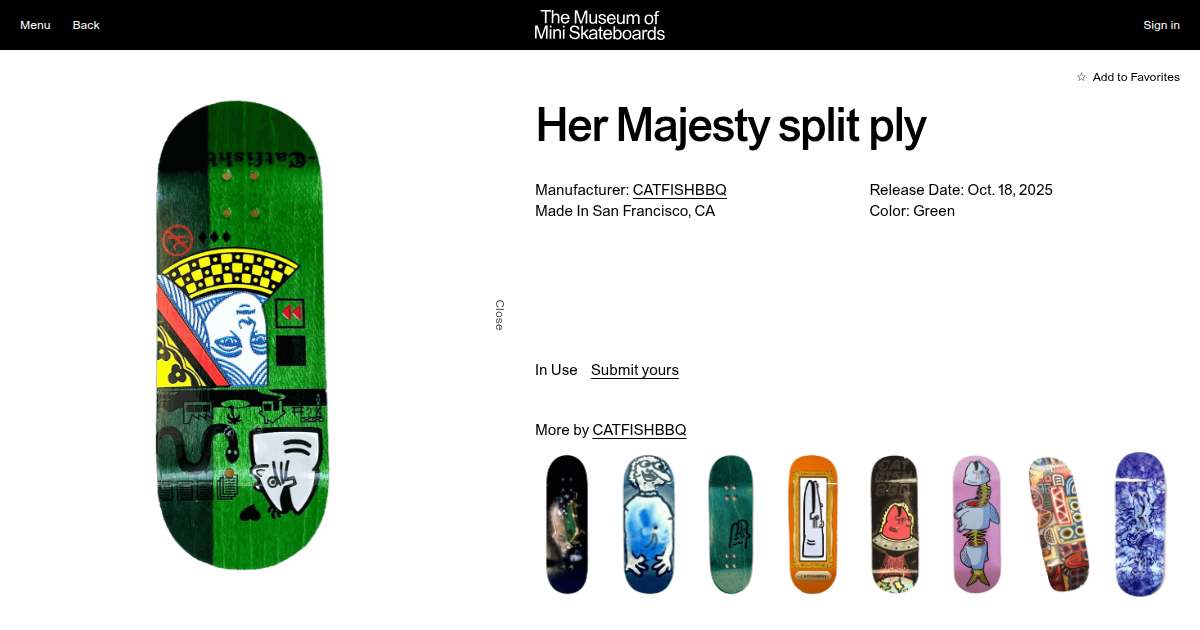 Menu
Back
The Museum of
Mini Skateboards
Sign in
☆ Add to Favorites
Her Majesty split ply
Manufacturer: CATFISHBBQ
Made In San Francisco, CA
Release Date: Oct. 18, 2025
Color: Green
Close
In Use
Submit yours
More by CATFISHBBQ